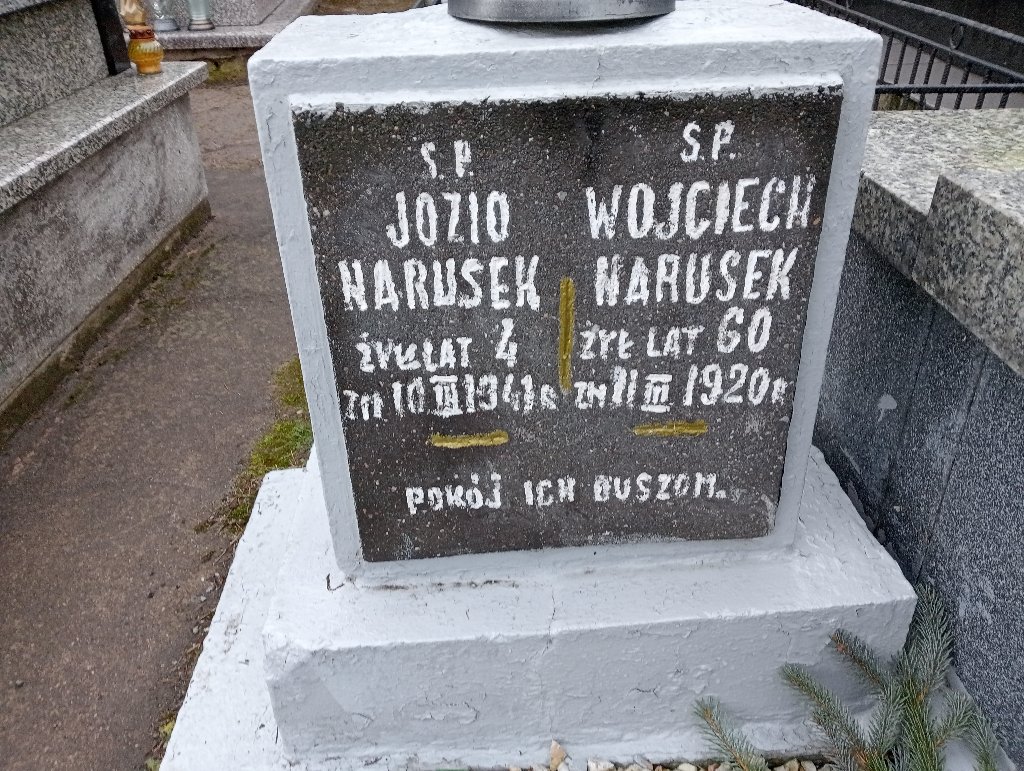 Ś. P.
JOZIO
NARUSEK
ŻYŁ LAT 4
ZM 10 III 1941 R
Ś. P.
WOJCIECH
NARUSEK
ŻYŁ LAT 60
ZM 11 III 1920 R
POKÓJ ICH DUSZOM.